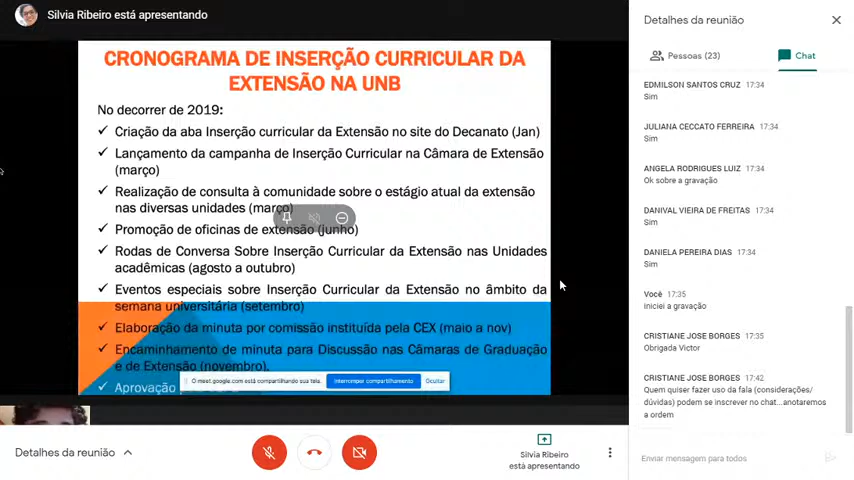 Silvia Ribeiro está apresentando
CRONOGRAMA DE INSERÇÃO CURRICULAR DA
EXTENSÃO NA UNB
No decorrer de 2019:
✓ Criação da aba Inserção curricular da Extensão no site do Decanato (Jan)
✓ Lançamento da campanha de Inserção Curricular na Câmara de Extensão
(março)
✓ Realização de consulta à comunidade sobre o estágio atual da extensão
nas diversas unidades (março)
✓ Promoção de oficinas de extensão (junho)
✓ Rodas de Conversa Sobre Inserção Curricular da Extensão nas Unidades
acadêmicas (agosto a outubro)
✓ Eventos especiais sobre Inserção Curricular da Extensão no âmbito da
semana universitária (setembro)
✓ Elaboração da minuta por comissão instituída pela CEX (maio a nov)
✓ Encaminhamento de minuta para Discussão nas Câmaras de Graduação
e de Extensão (novembro).
✓ Aprovação
O meet.google.com está compartilhando sua tela.
Interromper compartilhamento
Ocultar
Detalhes da reunião
Silvia Ribeiro
está apresentando
Detalhes da reunião
Pessoas (23)
Chat
EDMILSON SANTOS CRUZ 17:34
Sim
JULIANA CECCATO FERREIRA 17:34
Sim
ANGELA RODRIGUES LUIZ 17:34
Ok sobre a gravação
DANIVAL VIEIRA DE FREITAS 17:34
Sim
DANIELA PEREIRA DIAS 17:34
Sim
Você 17:35
iniciei a gravação
CRISTIANE JOSE BORGES 17:35
Obrigada Victor
CRISTIANE JOSE BORGES 17:42
Quem quiser fazer uso da fala (considerações/
dúvidas) podem se inscrever no chat...anotaremos
a ordem
Enviar mensagem para todos